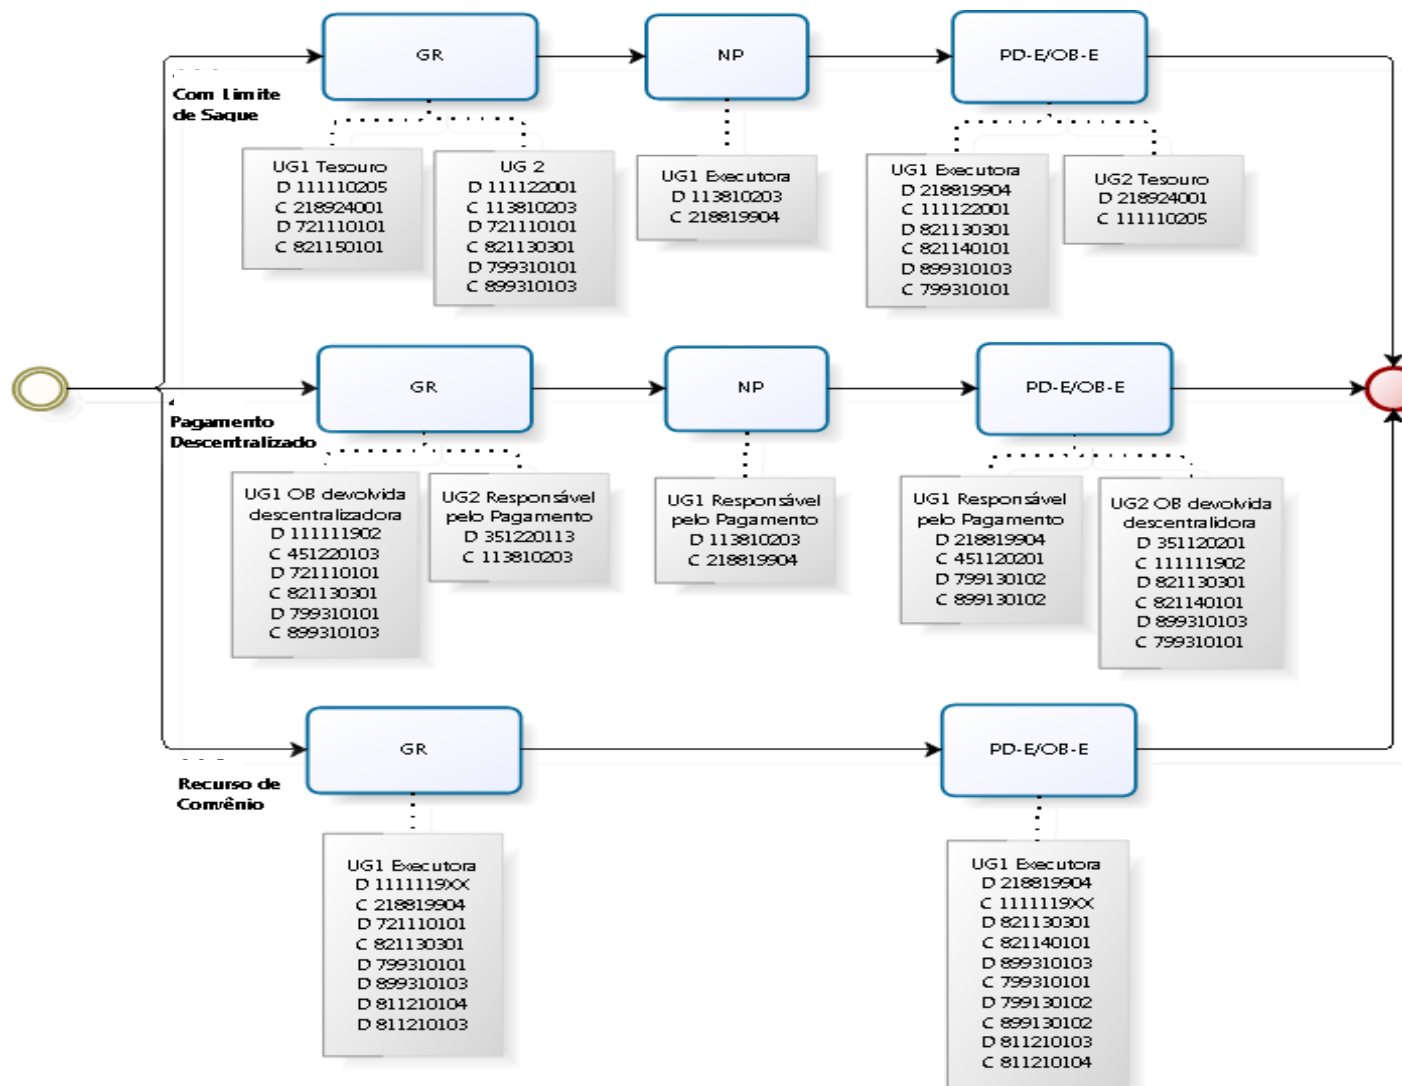 GR
NP
PD-E/OB-E
Com Limite
de Saque
UG1 Tesouro
D 111110205
C 218924001
D 721110101
C 821150101
UG 2
D 111122001
C 113810203
D 721110101
C 821130301
D 799310101
C 899310103
UG1 Executora
D 113810203
C 218819904
UG1 Executora
D 218819904
C 111122001
D 821130301
C 821140101
D 899310103
C 799310101
UG2 Tesouro
D 218924001
C 111110205
GR
NP
PD-E/OB-E
Pagamento
Descentralizado
UG1 OB devolvida
descentralizadora
D 111111902
C 451220103
D 721110101
C 821130301
D 799310101
C 899310103
UG2 Responsável
pelo Pagamento
D 351220113
C 113810203
UG1 Responsável
pelo Pagamento
D 113810203
C 218819904
UG1 Responsável
pelo Pagamento
D 218819904
C 451120201
D 799130102
C 899130102
UG2 OB devolvida
descentralidora
D 351120201
C 111111902
D 821130301
C 821140101
D 899310103
C 799310101
GR
PD-E/OB-E
Recurso de
Convênio
UG1 Executora
D 1111119XX
C 218819904
D 721110101
C 821130301
D 799310101
D 899310103
D 811210104
D 811210103
UG1 Executora
D 218819904
C 1111119XX
D 821130301
C 821140101
D 899310103
C 799310101
D 799130102
C 899130102
D 811210103
C 811210104